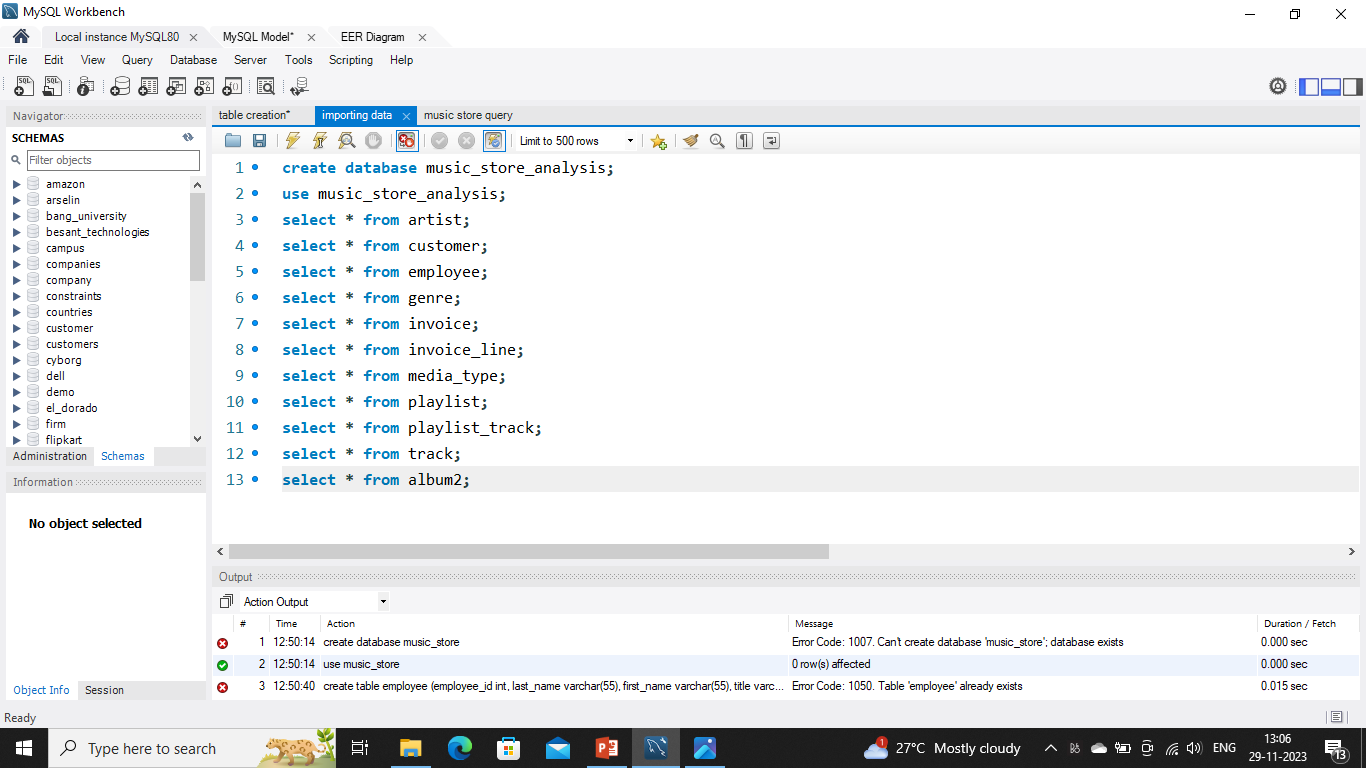 MySQL Workbench
Local instance MySQL80 MySQL Model* EER Diagram
File Edit View Query Database Server Tools Scripting Help
Navigator
SCHEMAS
Filter objects
amazon
arselin
bang_university
besant_technologies
campus
companies
company
constraints
countries
customer
customers
cyborg
dell
demo
el_dorado
firm
flipkart
Administration Schemas
Information
No object selected
Object Info Session
table creation* importing data music store query
Limit to 500 rows
1 create database music_store_analysis;
2 use music_store_analysis;
3 select * from artist;
4 select * from customer;
5 select * from employee;
6 select * from genre;
7 select * from invoice;
8 select * from invoice_line;
9 select * from media_type;
10 select * from playlist;
11 select * from playlist_track;
12 select * from track;
13 select * from album2;
Output
Action Output
# Time Action Message Duration / Fetch
1 12:50:14 create database music_store Error Code: 1007. Can't create database 'music_store'; database exists 0.000 sec
2 12:50:14 use music_store 0 row(s) affected 0.000 sec
3 12:50:40 create table employee (employee_id int, last_name varchar(55), first_name varchar(55), title varc... Error Code: 1050. Table 'employee' already exists 0.015 sec
Ready
Type here to search
1 27°C Mostly cloudy ENG 13:06
29-11-2023
13